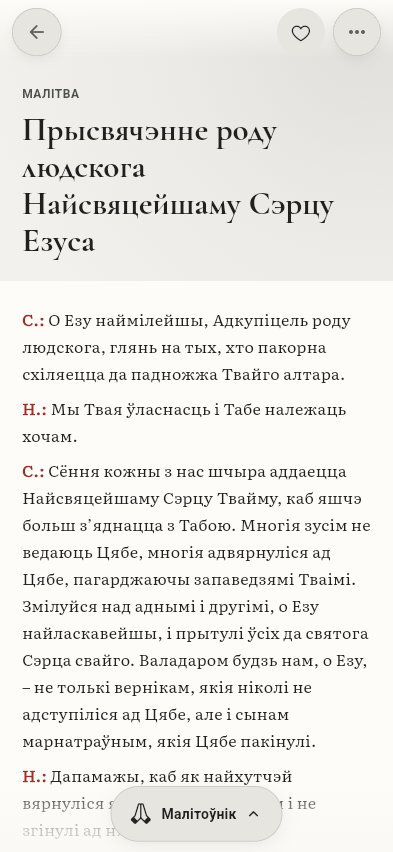 МАЛІТВА
Прысвячэнне роду
людскога
Найсвяцейшаму Сэрцу
Езуса
С.: О Езу наймілейшы, Адкупіцель роду
людскога, глянь на тых, хто пакорна
схіляецца да падножжа Твайго алтара.
Н.: Мы Твая ўласнасць і Табе належаць
хочам.
С.: Сёння кожны з нас шчыра аддаецца
Найсвяцейшаму Сэрцу Твайму, каб яшчэ
больш з’яднацца з Табою. Многія зусім не
ведаюць Цябе, многія адвярнуліся ад
Цябе, пагарджаючы запаведзямі Тваімі.
Змілуйся над аднымі і другімі, о Езу
найласкавейшы, і прытулі ўсіх да святога
Сэрца свайго. Валадаром будзь нам, о Езу,
– не толькі вернікам, якія ніколі не
адступіліся ад Цябе, але і сынам
марнатраўным, якія Цябе пакінулі.
Н.: Дапамажы, каб як найхутчэй
вярнуліся і не
згінулі ад
Малітоўнік